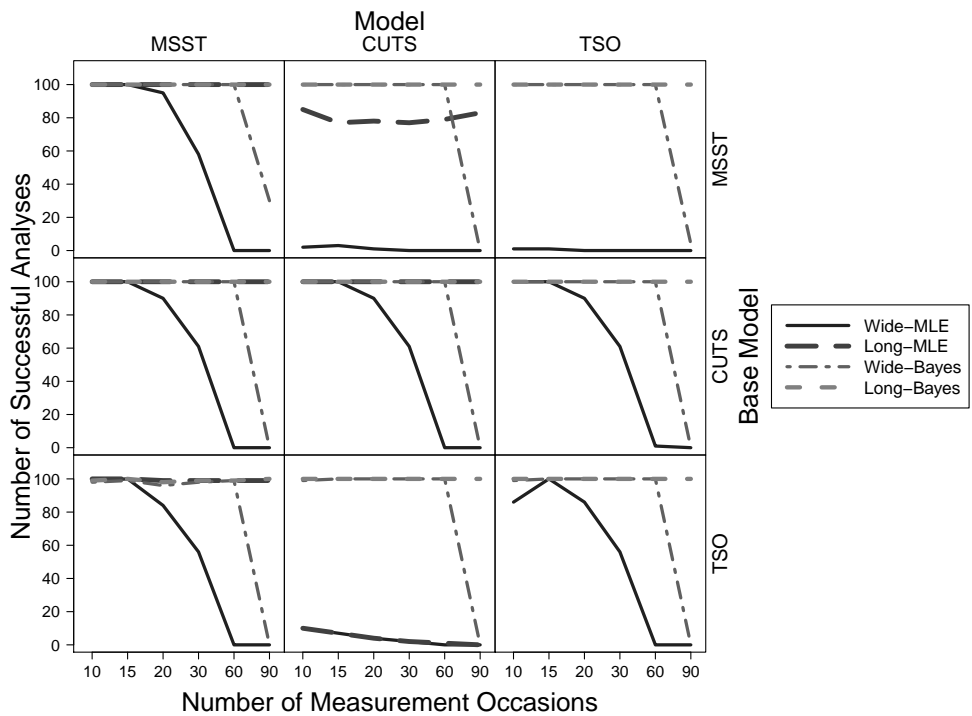 Model
MSST
CUTS
TSO
Number of Successful Analyses
100
80
60
40
20
0
MSST
100
80
60
40
20
0
CUTS
100
80
60
40
20
0
TSO
Base Model
Wide-MLE
Long-MLE
Wide-Bayes
Long-Bayes
10 15 20 30 60 90
10 15 20 30 60 90
10 15 20 30 60 90
Number of Measurement Occasions